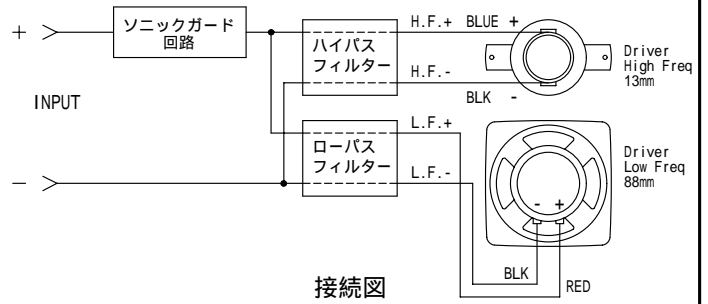 +
ソニックガード
回路
INPUT
−
ハイパス
フィルター
H.F.+ BLUE +
H.F.-
BLK -
Driver
High Freq
13mm
ローパス
フィルター
L.F.+
L.F.-
- +
Driver
Low Freq
88mm
BLK
RED
接続図